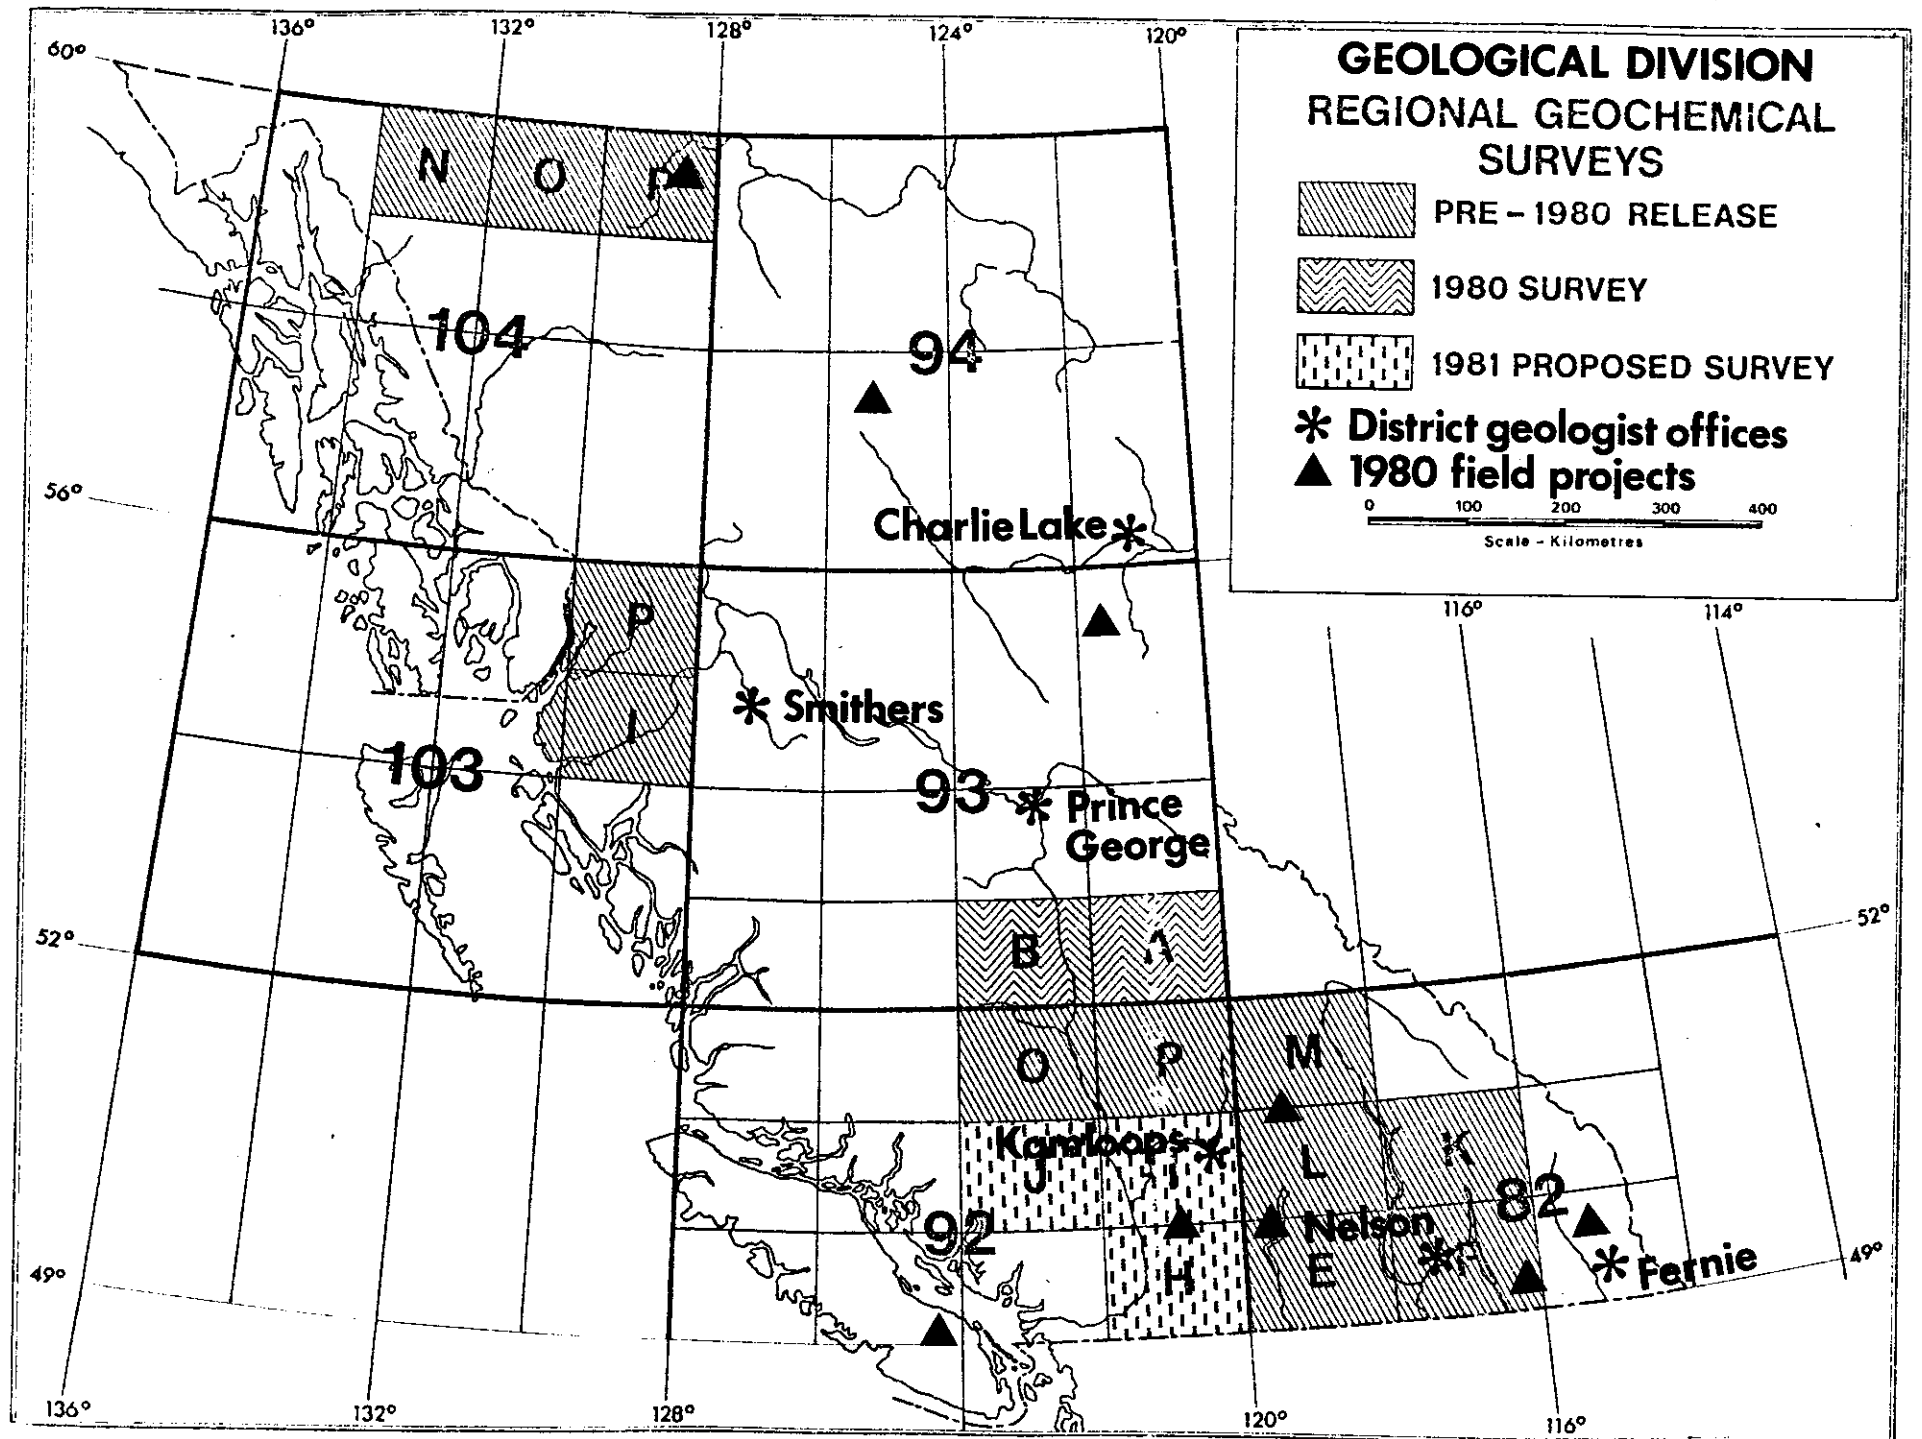 136° 132° 128° 124° 120°
60°
GEOLOGICAL DIVISION
REGIONAL GEOCHEMICAL
SURVEYS
PRE-1980 RELEASE
1980 SURVEY
1981 PROPOSED SURVEY
District geologist offices
1980 field projects
0 100 200 300 400
Scale - Kilometres
N O P
104
94
56°
Charlie Lake
116° 114°
P
I
Smithers
103
93
Prince
George
52°
B A
52°
O P M
Kamloops
J I L K
82
92
Nelson
49°
H E F
Fernie
49°
136° 132° 128° 120° 116°